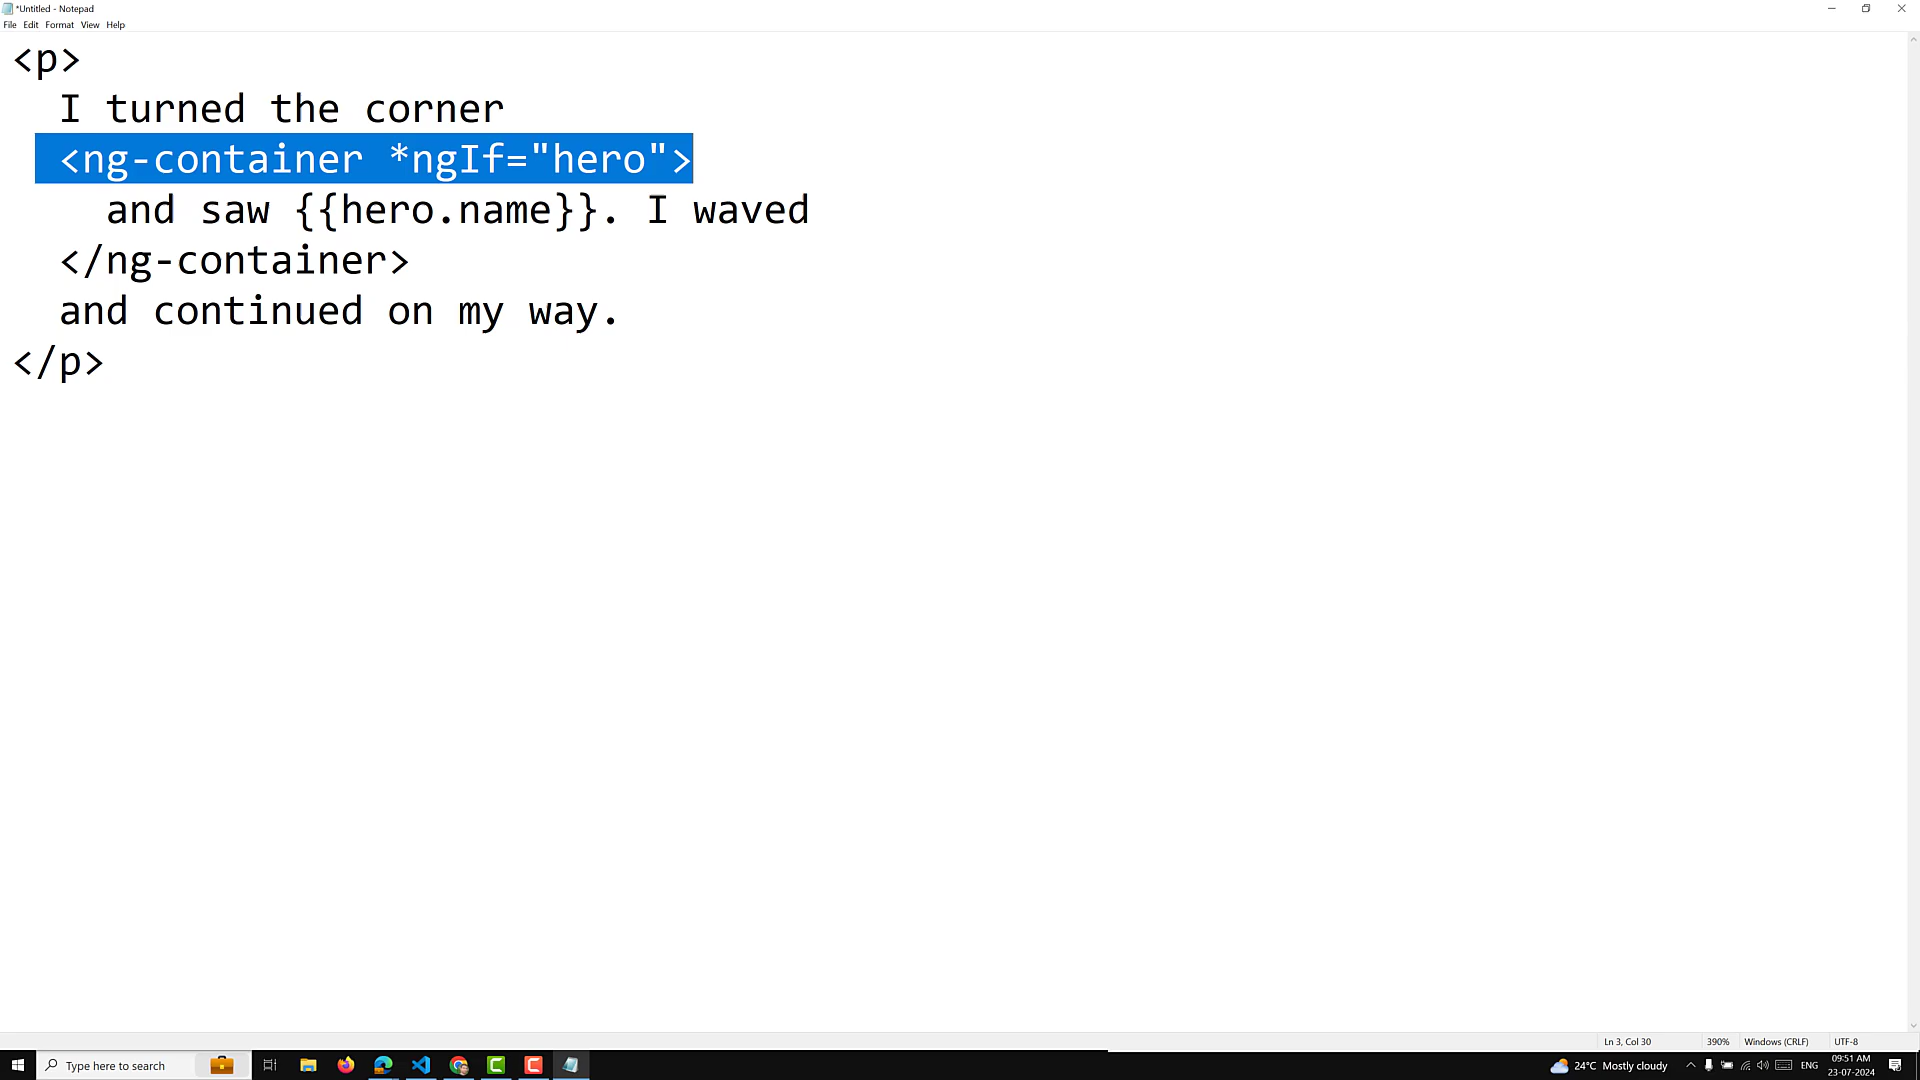 *Untitled - Notepad
File Edit Format View Help
<p>
  I turned the corner
  <ng-container *ngIf="hero">
    and saw {{hero.name}}. I waved
  </ng-container>
  and continued on my way.
</p>
Ln 3, Col 30 390% Windows (CRLF) UTF-8
Type here to search 24°C Mostly cloudy ENG 09:51 AM
23-07-2024